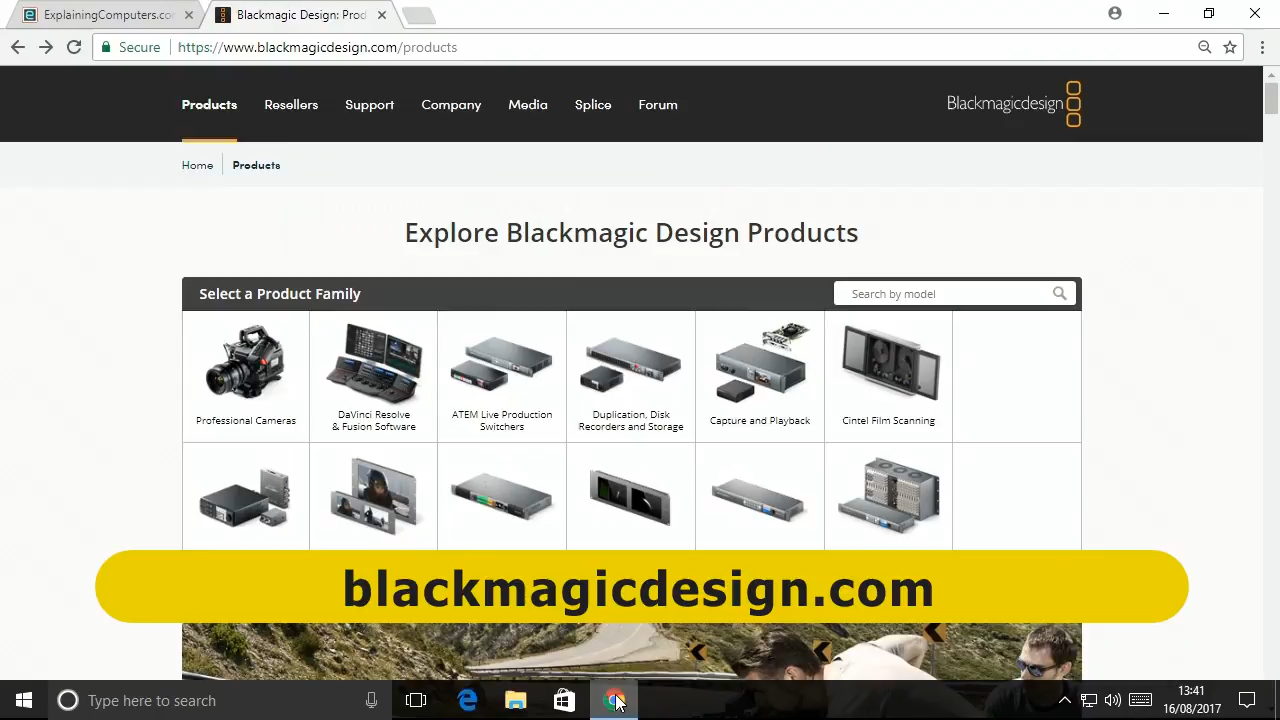 ExplainingComputers.co
Blackmagic Design: Prod
Secure
https://www.blackmagicdesign.com/products
Products
Resellers
Support
Company
Media
Splice
Forum
Blackmagicdesign
Home
Products
Explore Blackmagic Design Products
Select a Product Family
Search by model
Professional Cameras
DaVinci Resolve
& Fusion Software
ATEM Live Production
Switchers
Duplication, Disk
Recorders and Storage
Capture and Playback
Cintel Film Scanning
blackmagicdesign.com
Type here to search
13:41
16/08/2017